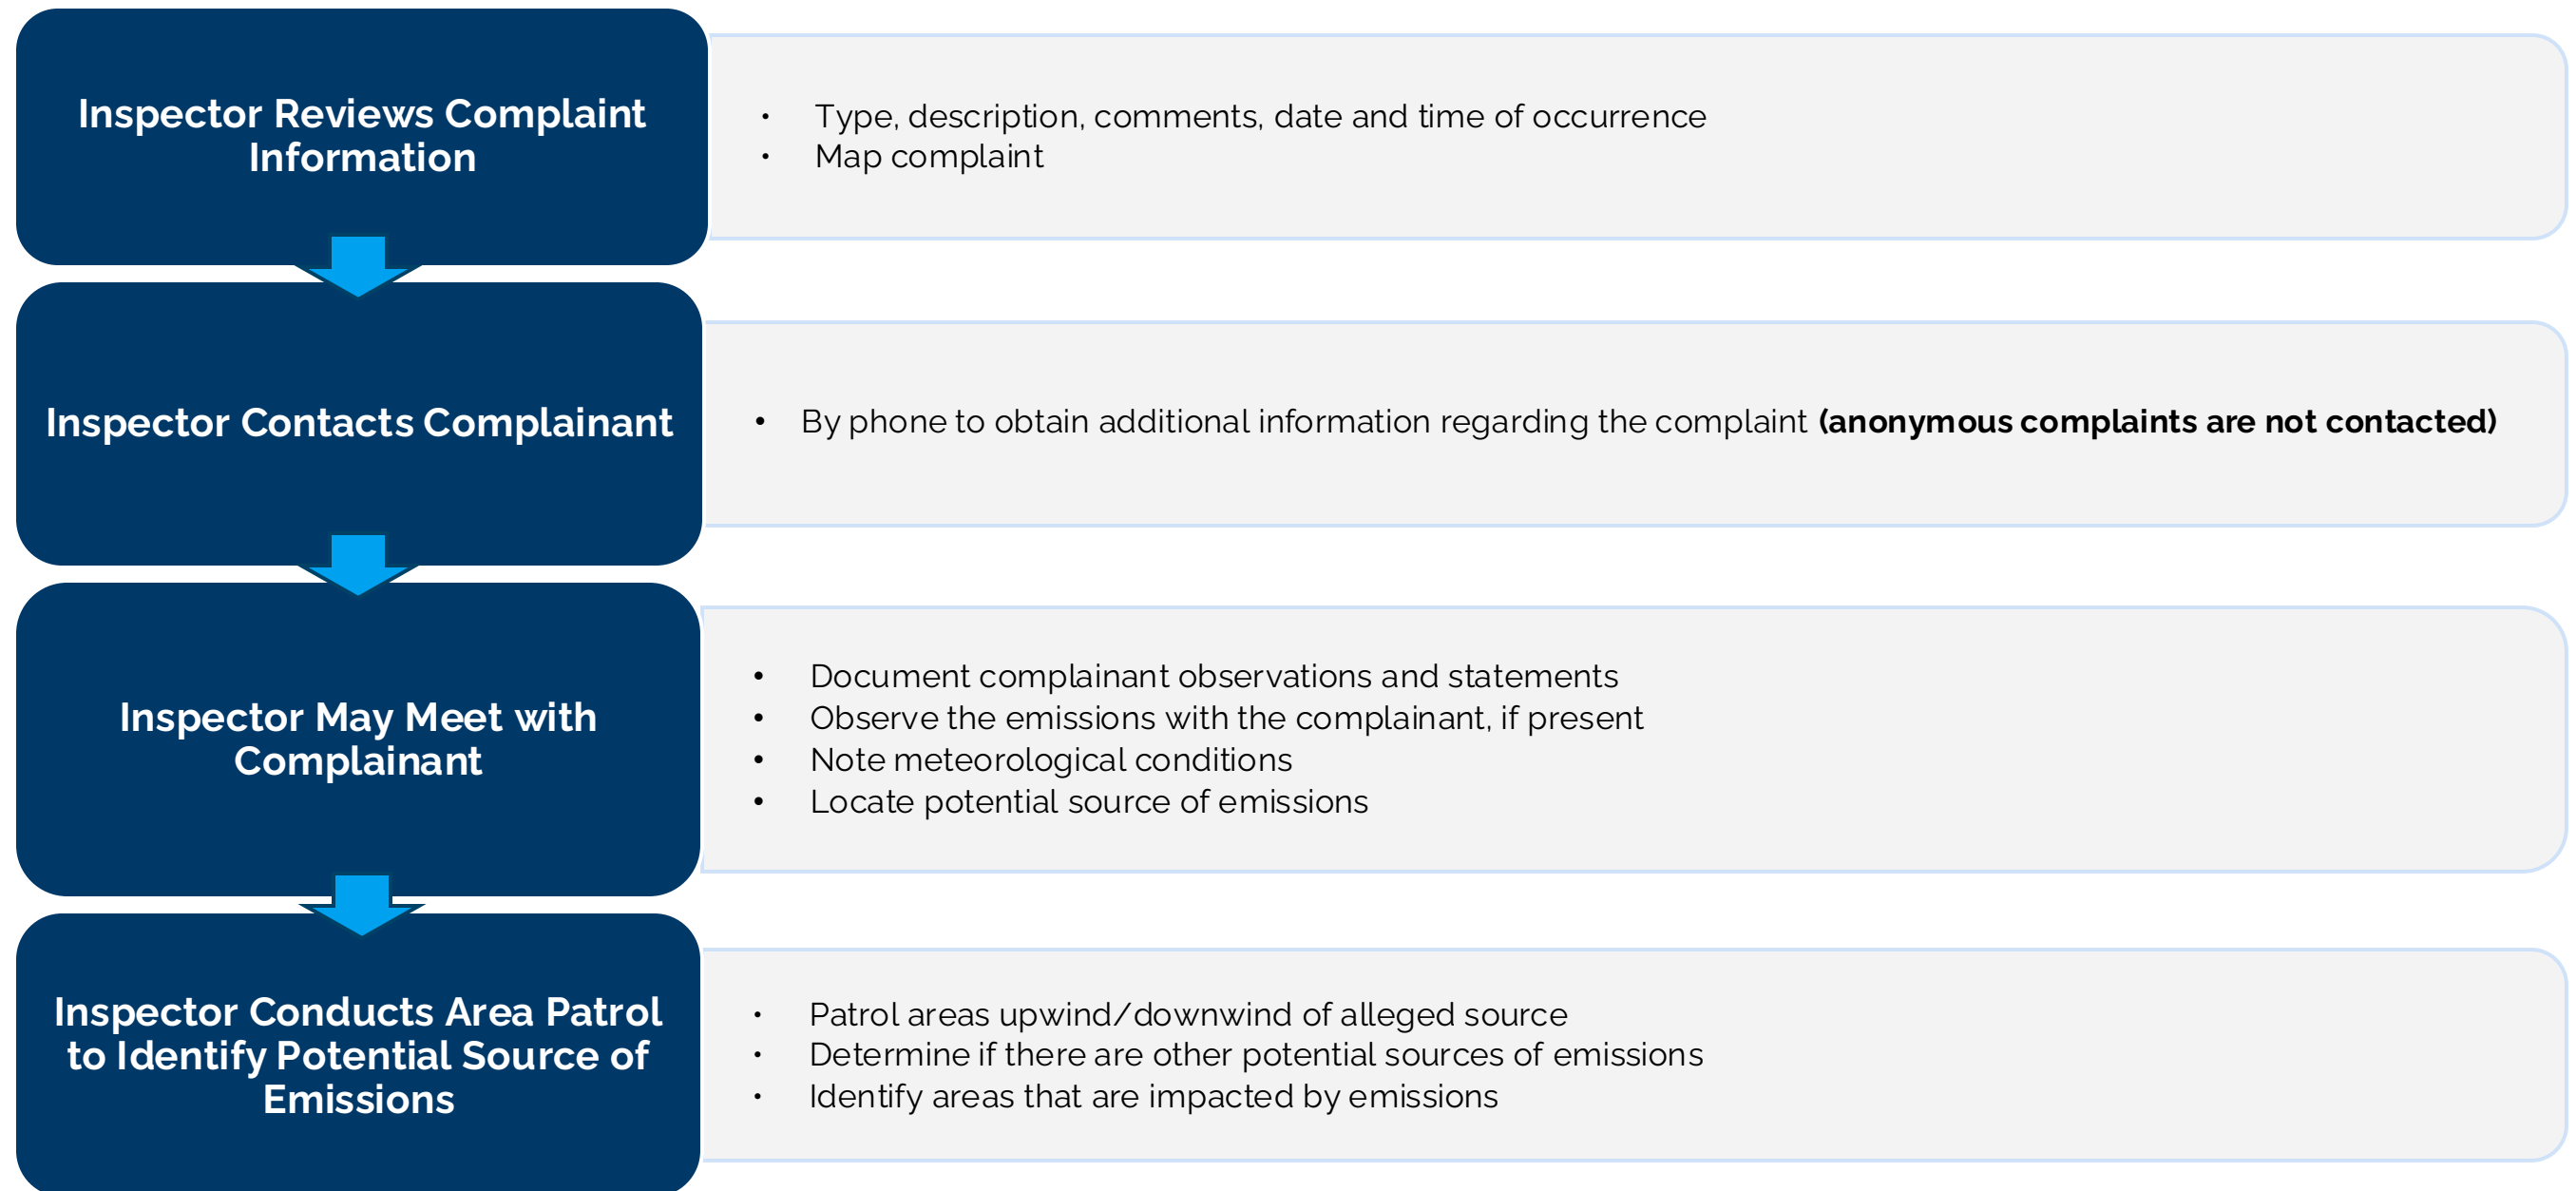 Inspector Reviews Complaint
Information
• Type, description, comments, date and time of occurrence
• Map complaint
Inspector Contacts Complainant
• By phone to obtain additional information regarding the complaint (anonymous complaints are not contacted)
Inspector May Meet with
Complainant
• Document complainant observations and statements
• Observe the emissions with the complainant, if present
• Note meteorological conditions
• Locate potential source of emissions
Inspector Conducts Area Patrol
to Identify Potential Source of
Emissions
• Patrol areas upwind/downwind of alleged source
• Determine if there are other potential sources of emissions
• Identify areas that are impacted by emissions